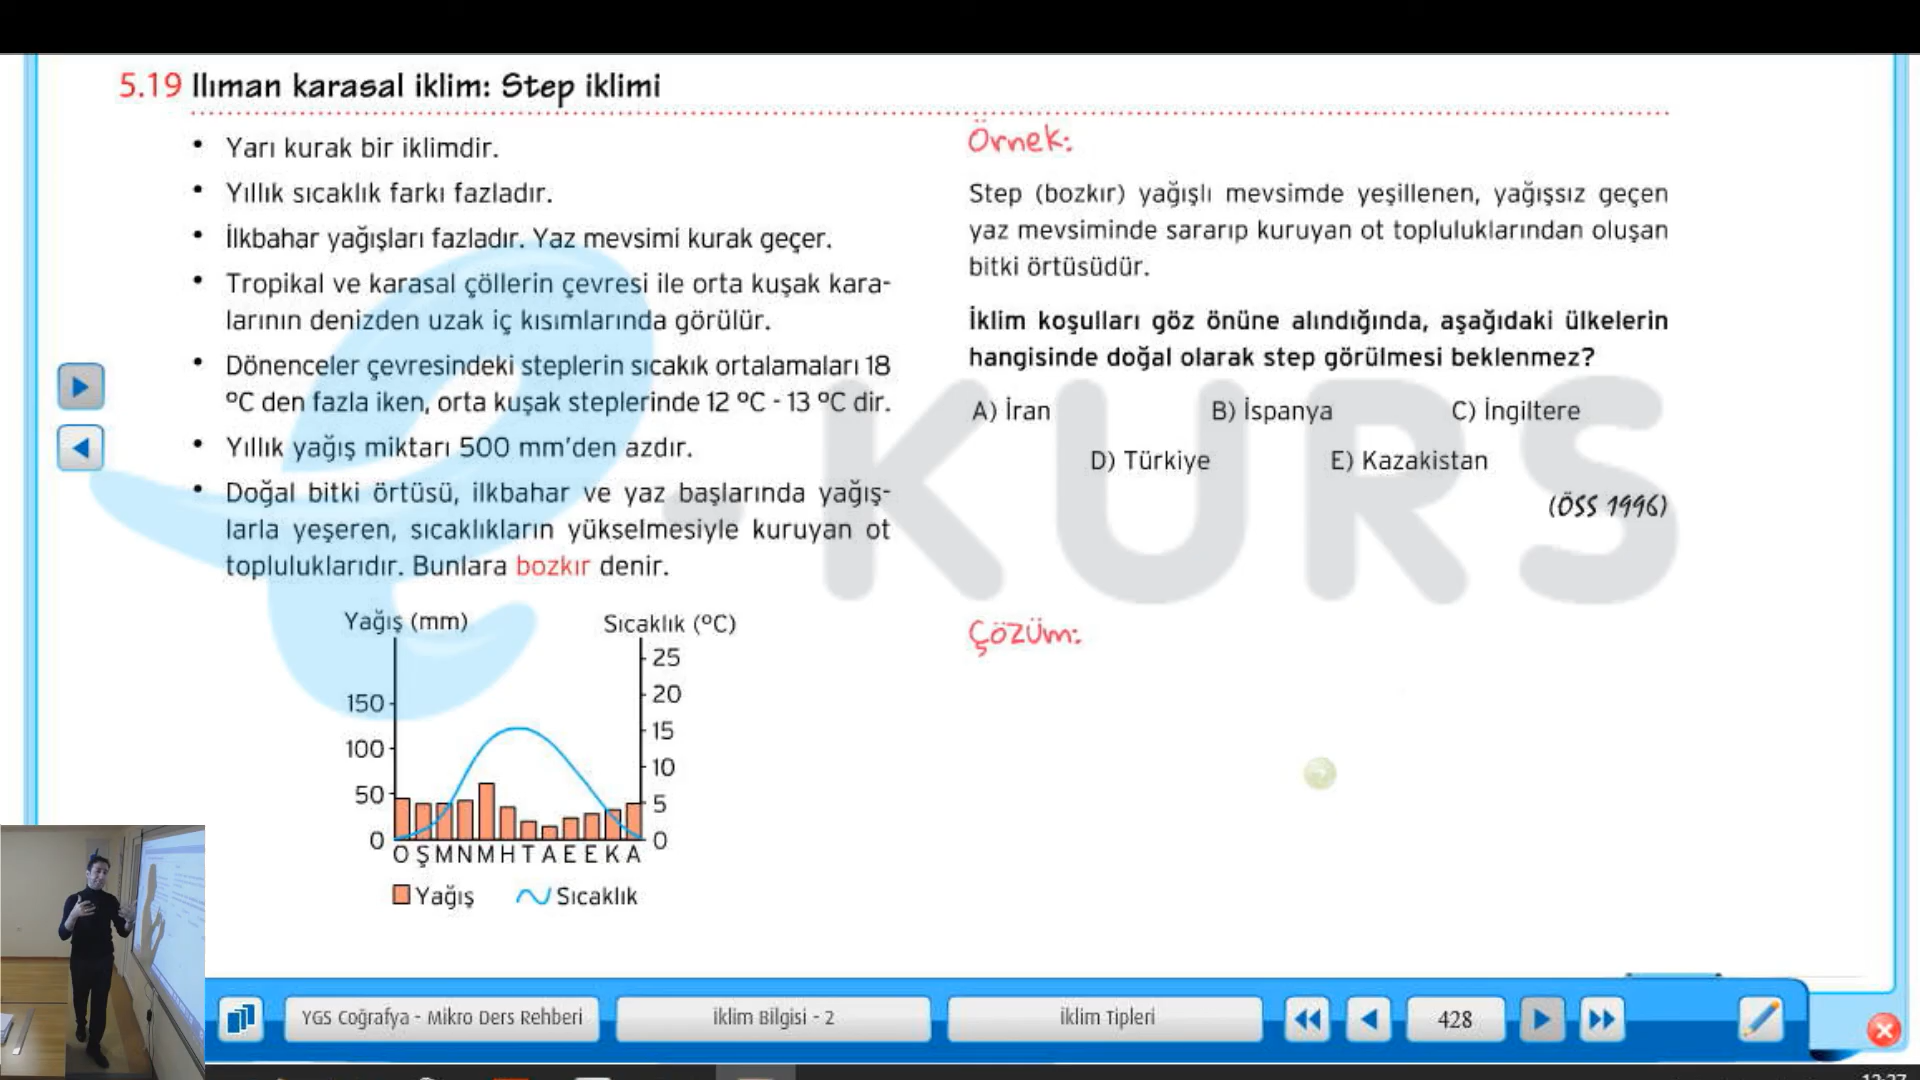 5.19 Ilıman karasal iklim: Step iklimi
• Yarı kurak bir iklimdir.
• Yıllık sıcaklık farkı fazladır.
• İlkbahar yağışları fazladır. Yaz mevsimi kurak geçer.
• Tropikal ve karasal çöllerin çevresi ile orta kuşak kara-
larının denizden uzak iç kısımlarında görülür.
• Dönenceler çevresindeki steplerin sıcakık ortalamaları 18
ºC den fazla iken, orta kuşak steplerinde 12 ºC - 13 ºC dir.
• Yıllık yağış miktarı 500 mm'den azdır.
• Doğal bitki örtüsü, ilkbahar ve yaz başlarında yağış-
larla yeşeren, sıcaklıkların yükselmesiyle kuruyan ot
topluluklarıdır. Bunlara bozkır denir.
Yağış (mm) Sıcaklık (ºC)
25
20
150 15
100 10
50 5
0 0
O Ş M N M H T A E E K A
Yağış Sıcaklık
Örnek:
Step (bozkır) yağışlı mevsimde yeşillenen, yağışsız geçen
yaz mevsiminde sararıp kuruyan ot topluluklarından oluşan
bitki örtüsüdür.
İklim koşulları göz önüne alındığında, aşağıdaki ülkelerin
hangisinde doğal olarak step görülmesi beklenmez?
A) İran B) İspanya C) İngiltere
D) Türkiye E) Kazakistan
(ÖSS 1996)
Çözüm:
e-KURS
YGS Coğrafya - Mikro Ders Rehberi İklim Bilgisi - 2 İklim Tipleri 428